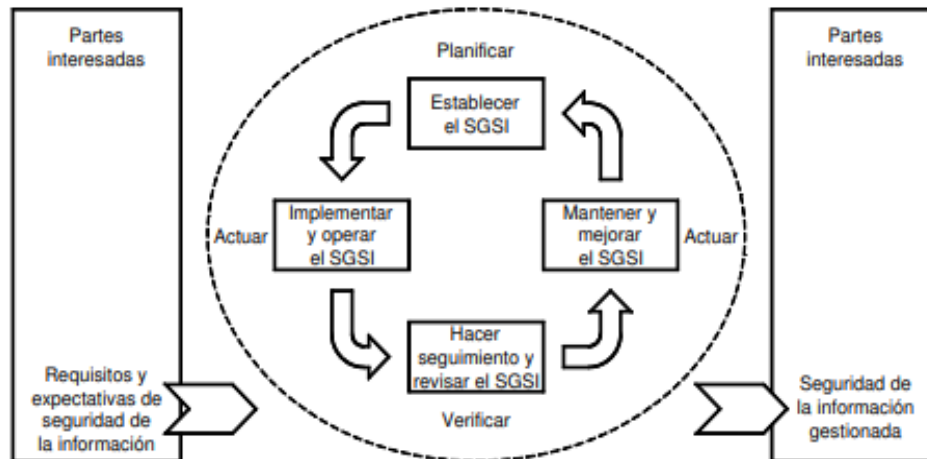 Partes
interesadas
Requisitos y
expectativas de
seguridad de
la información
Planificar
Establecer
el SGSI
Actuar
Implementar
y operar
el SGSI
Mantener y
mejorar
el SGSI
Actuar
Hacer
seguimiento y
revisar el SGSI
Verificar
Partes
interesadas
Seguridad de
la información
gestionada